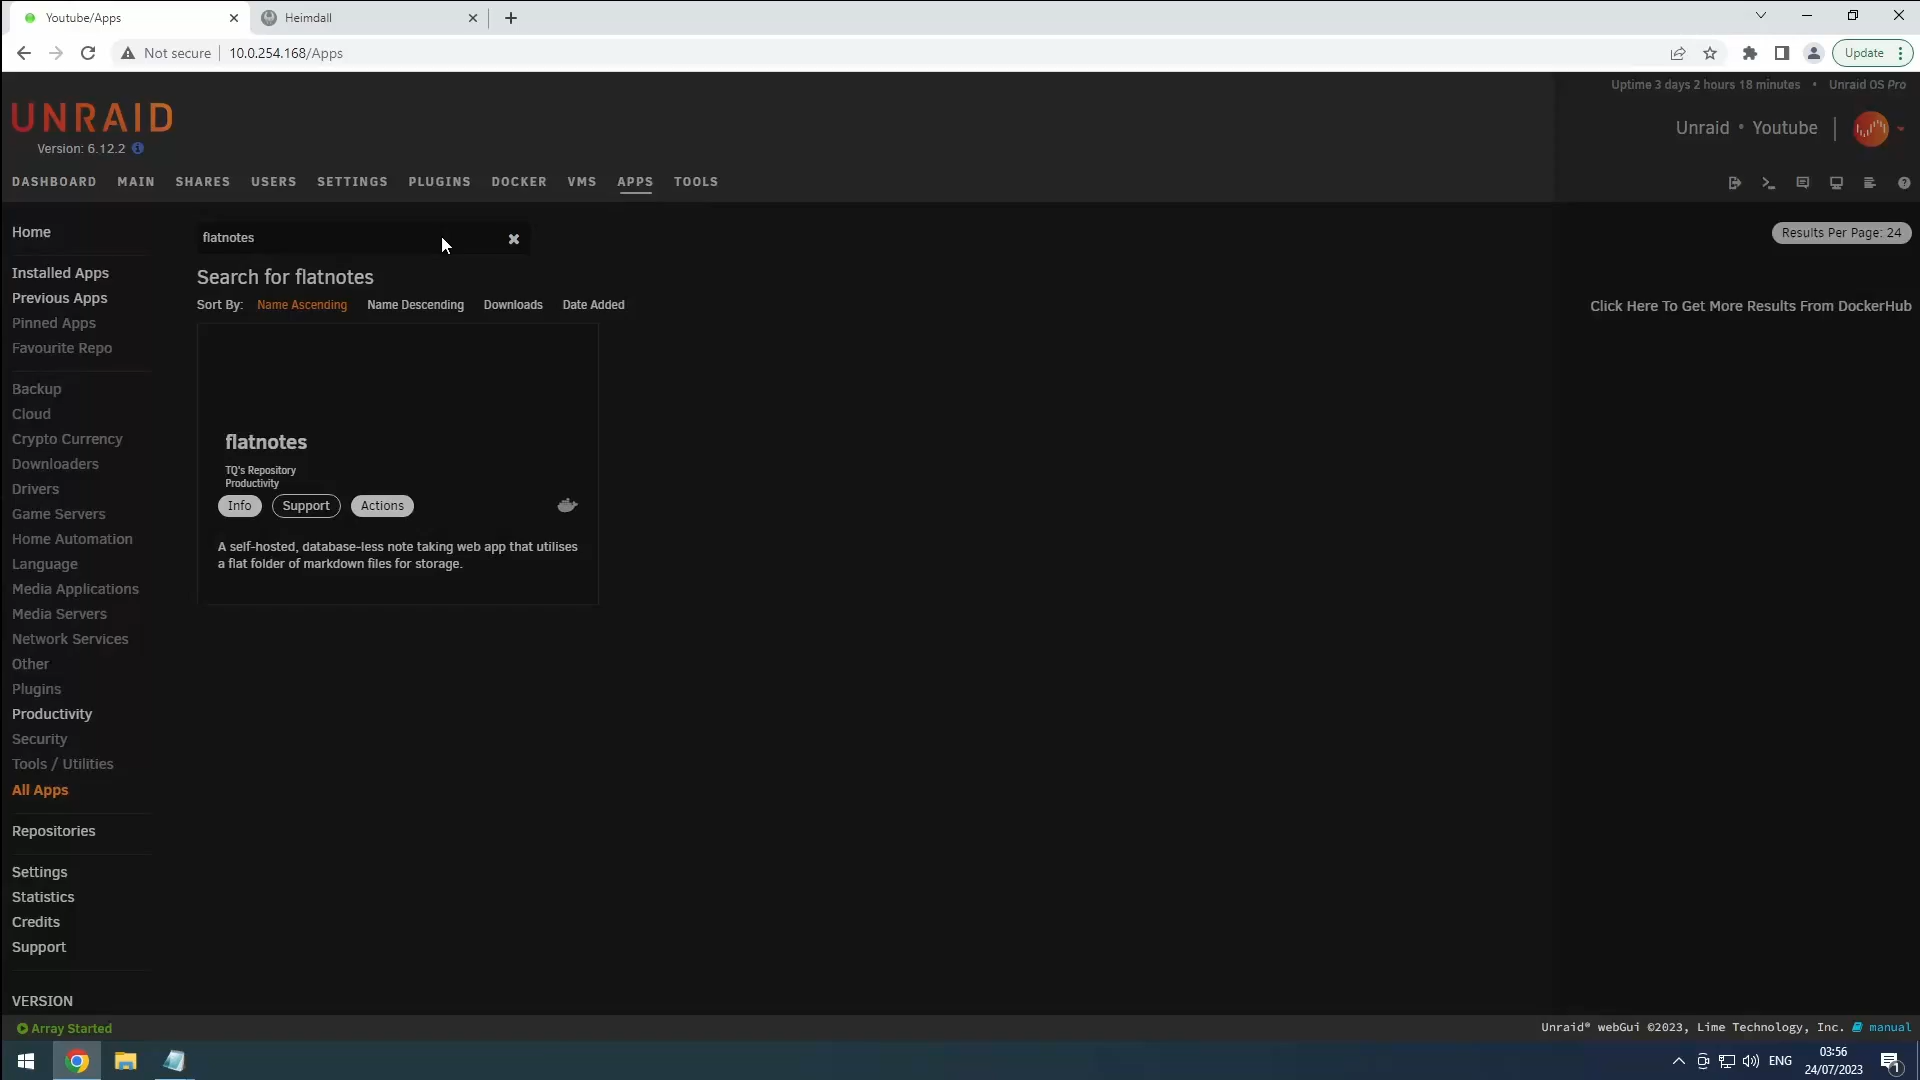 Youtube/Apps
Heimdall
Not secure
10.0.254.168/Apps
Update
Uptime 3 days 2 hours 18 minutes • Unraid OS Pro
UNRAID
Version: 6.12.2
Unraid • Youtube
DASHBOARD MAIN SHARES USERS SETTINGS PLUGINS DOCKER VMS APPS TOOLS
Home
Installed Apps
Previous Apps
Pinned Apps
Favourite Repo
Backup
Cloud
Crypto Currency
Downloaders
Drivers
Game Servers
Home Automation
Language
Media Applications
Media Servers
Network Services
Other
Plugins
Productivity
Security
Tools / Utilities
All Apps
Repositories
Settings
Statistics
Credits
Support
VERSION
flatnotes
Results Per Page: 24
Search for flatnotes
Sort By: Name Ascending Name Descending Downloads Date Added
Click Here To Get More Results From DockerHub
flatnotes
TQ's Repository
Productivity
Info Support Actions
A self-hosted, database-less note taking web app that utilises
a flat folder of markdown files for storage.
Array Started
Unraid® webGui ©2023, Lime Technology, Inc. manual
ENG
03:56
24/07/2023
1